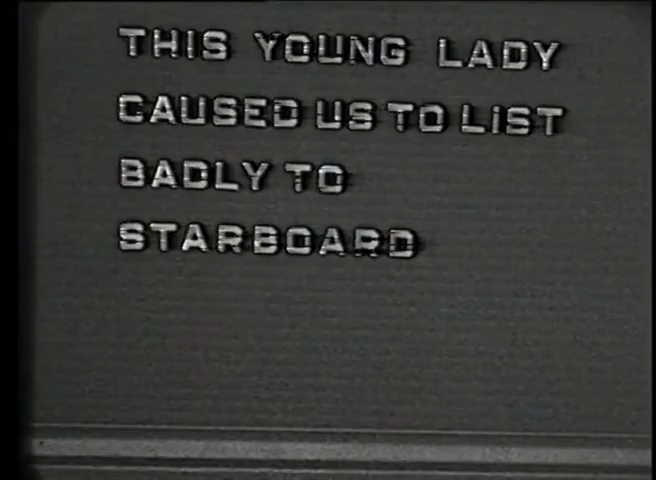 THIS YOUNG LADY
CAUSED US TO LIST
BADLY TO
STARBOARD